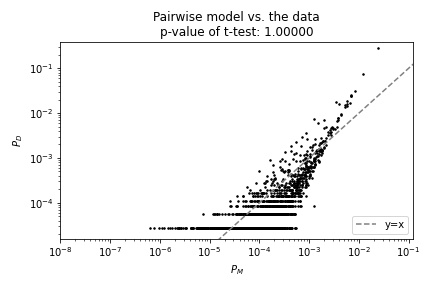 Pairwise model vs. the data
p-value of t-test: 1.00000
10⁻¹
10⁻²
10⁻³
10⁻⁴
P_D
y=x
10⁻⁸ 10⁻⁷ 10⁻⁶ 10⁻⁵ 10⁻⁴ 10⁻³ 10⁻² 10⁻¹
P_M